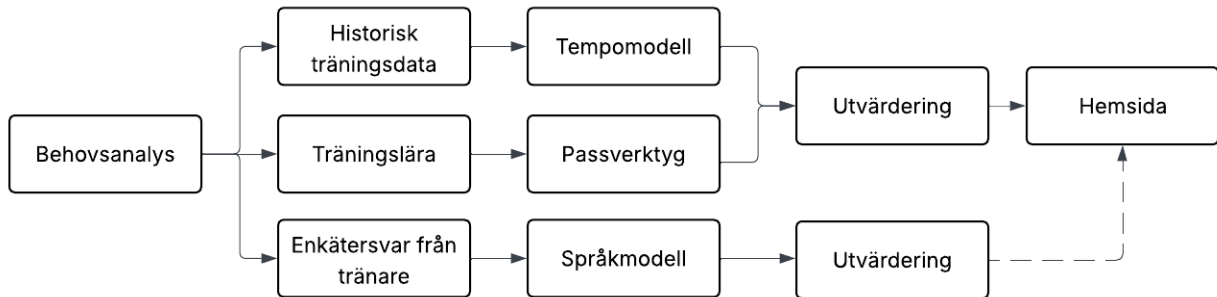 Behovsanalys
Historisk
träningsdata
Tempomodell
Träningslära
Passverktyg
Enkätersvar från
tränare
Språkmodell
Utvärdering
Utvärdering
Hemsida